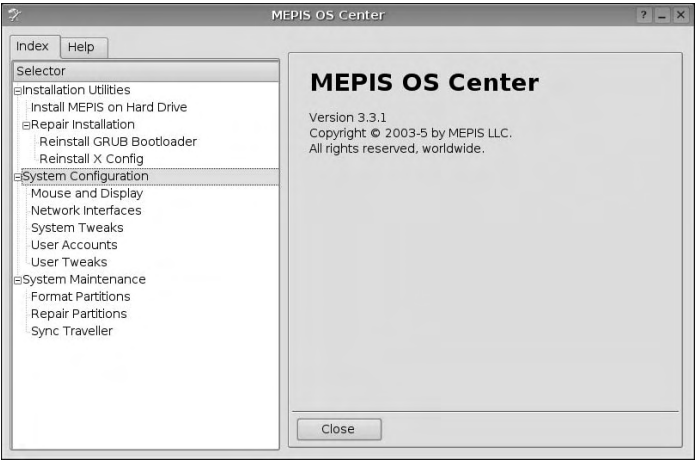 MEPIS OS Center
Index
Help
Selector
Installation Utilities
Install MEPIS on Hard Drive
Repair Installation
Reinstall GRUB Bootloader
Reinstall X Config
System Configuration
Mouse and Display
Network Interfaces
System Tweaks
User Accounts
User Tweaks
System Maintenance
Format Partitions
Repair Partitions
Sync Traveller
MEPIS OS Center
Version 3.3.1
Copyright © 2003-5 by MEPIS LLC.
All rights reserved, worldwide.
Close